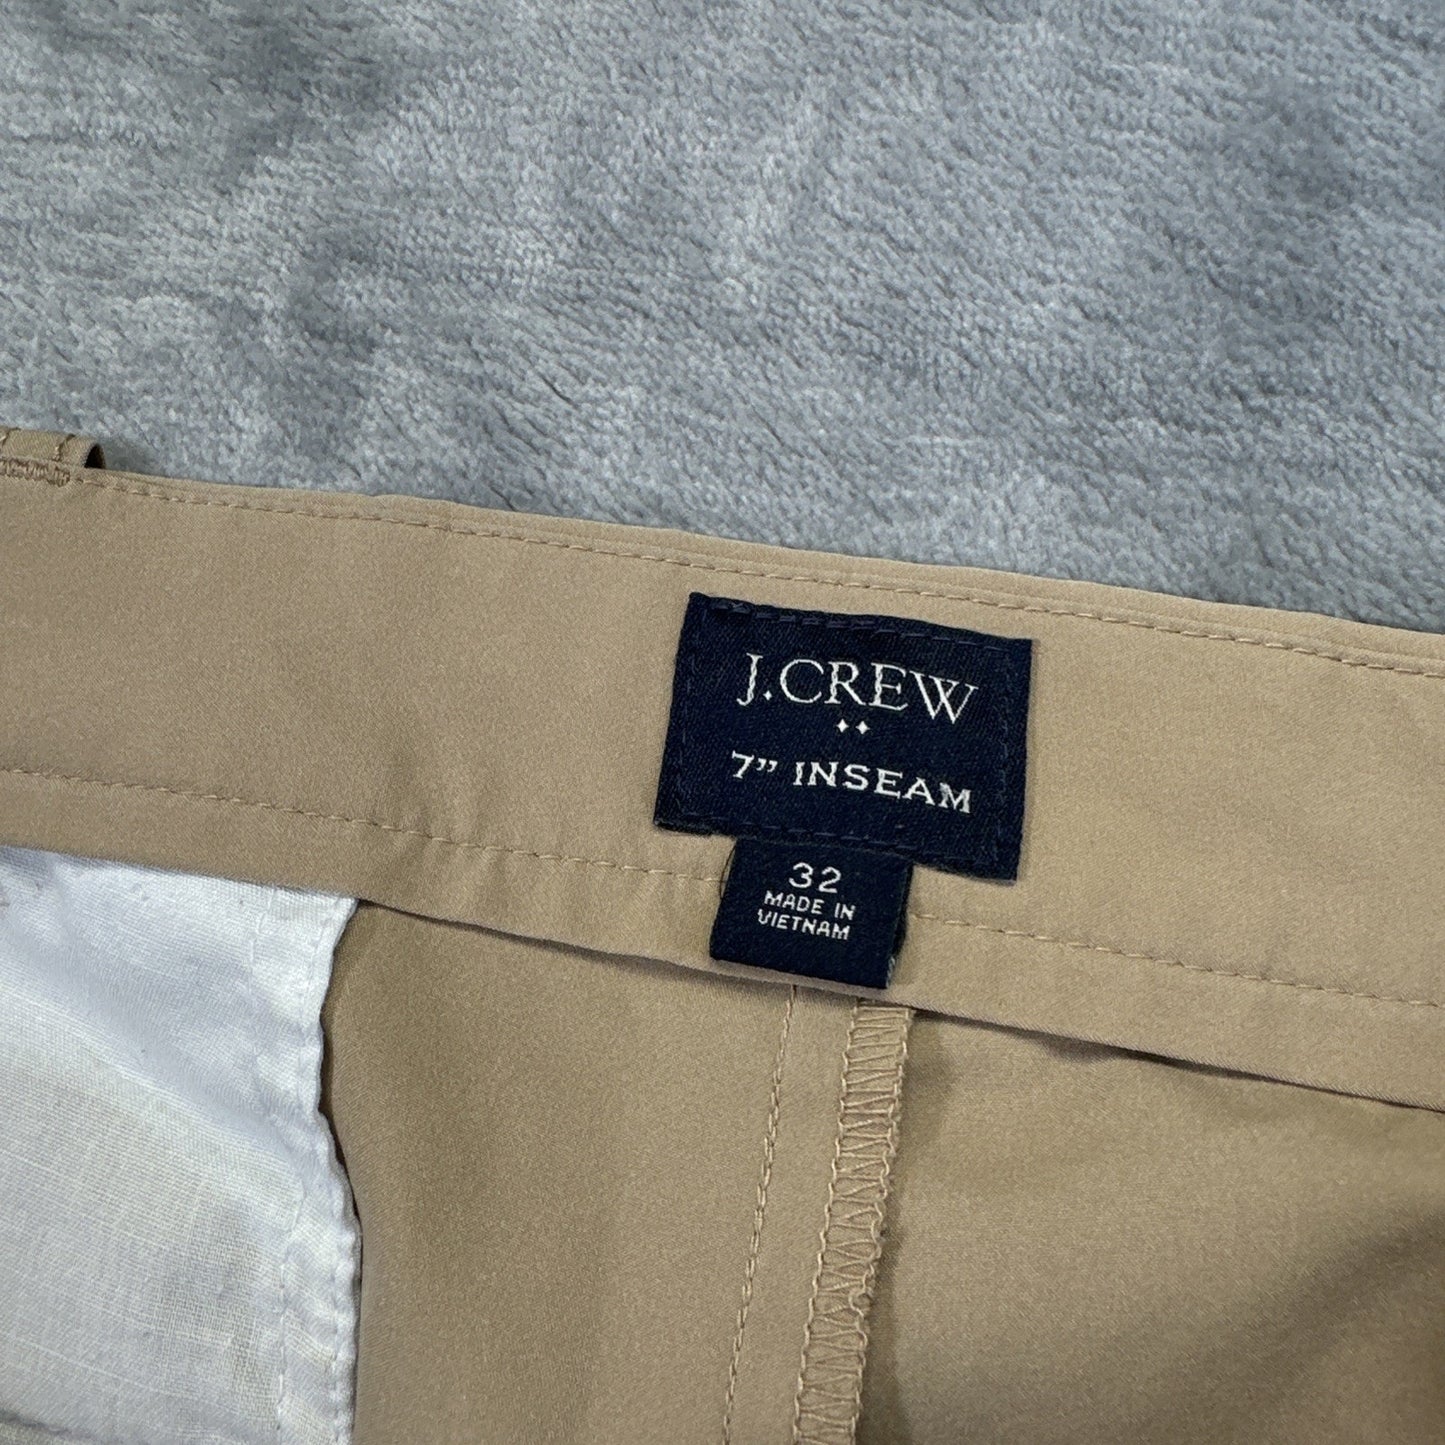 J.CREW
7" INSEAM
32
MADE IN
VIETNAM